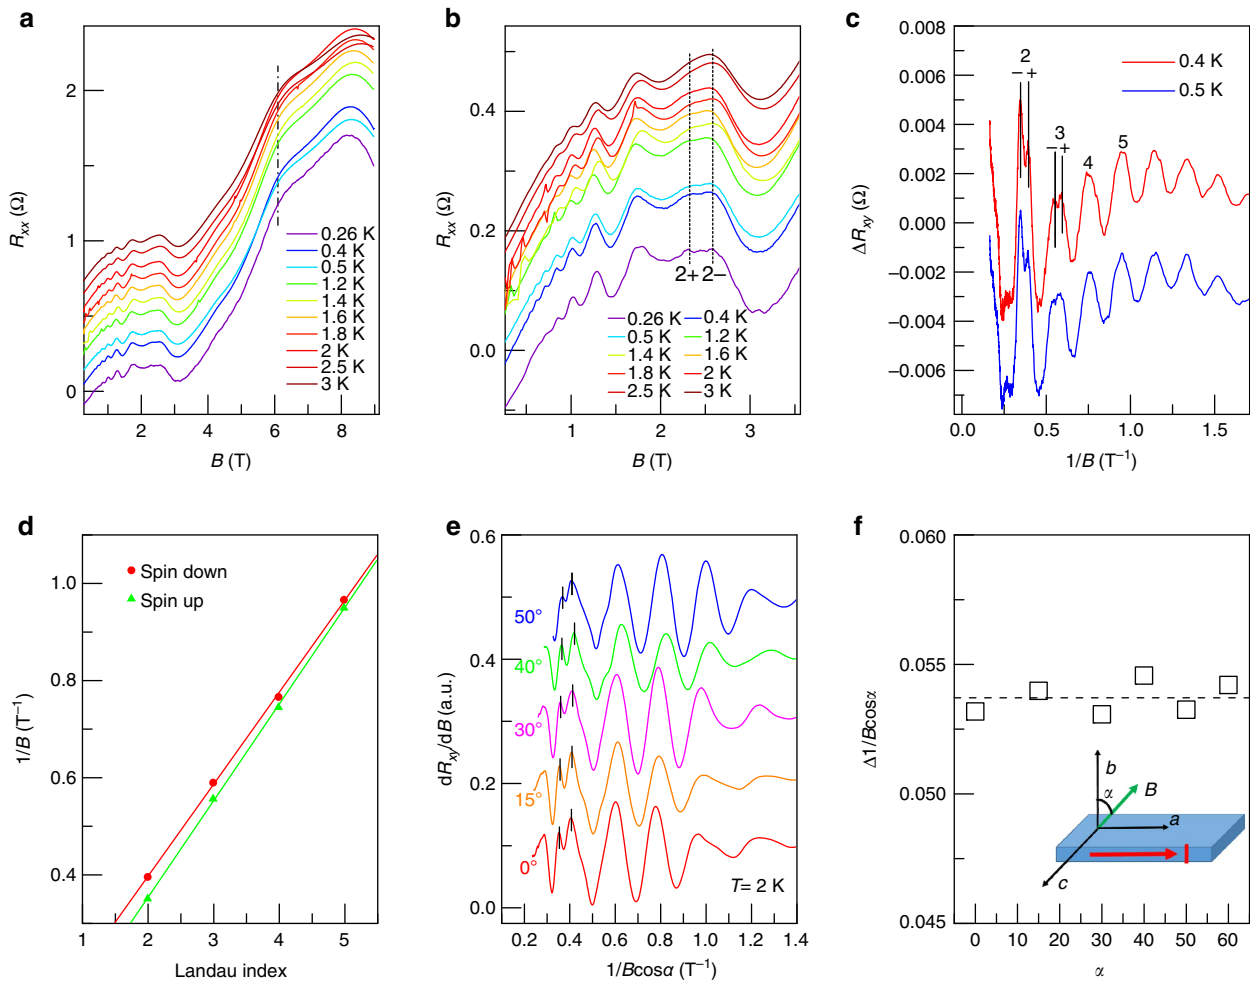 a
R_xx (Ω)
2
1
0
2
4
6
8
B (T)
0.26 K
0.4 K
0.5 K
1.2 K
1.4 K
1.6 K
1.8 K
2 K
2.5 K
3 K
b
R_xx (Ω)
0.4
0.2
0.0
1
2
3
B (T)
2+ 2−
0.26 K 0.4 K
0.5 K 1.2 K
1.4 K 1.6 K
1.8 K 2 K
2.5 K 3 K
c
ΔR_xy (Ω)
0.008
0.006
0.004
0.002
0.000
−0.002
−0.004
−0.006
0.0
0.5
1.0
1.5
1/B (T⁻¹)
2
− +
3
− +
4
5
0.4 K
0.5 K
d
1/B (T⁻¹)
1.0
0.8
0.6
0.4
1
2
3
4
5
Landau index
Spin down
Spin up
e
dR_xy/dB (a.u.)
0.6
0.4
0.2
0.0
0.2
0.4
0.6
0.8
1.0
1.2
1.4
1/Bcosα (T⁻¹)
50°
40°
30°
15°
0°
T= 2 K
f
Δ1/Bcosα
0.060
0.055
0.050
0.045
0
10
20
30
40
50
60
α
b
α
B
a
c